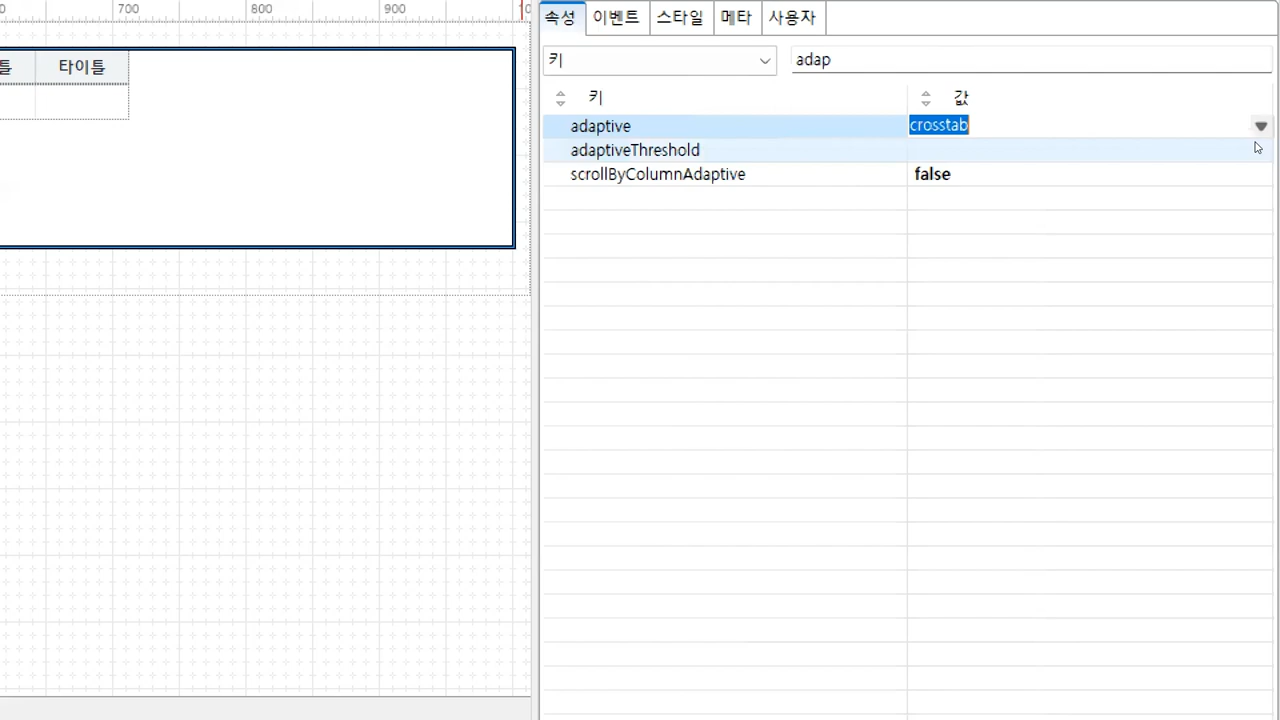 700 800 900
속성 이벤트 스타일 메타 사용자
키 adap
키 값
타이틀
adaptive crosstab
adaptiveThreshold
scrollByColumnAdaptive false